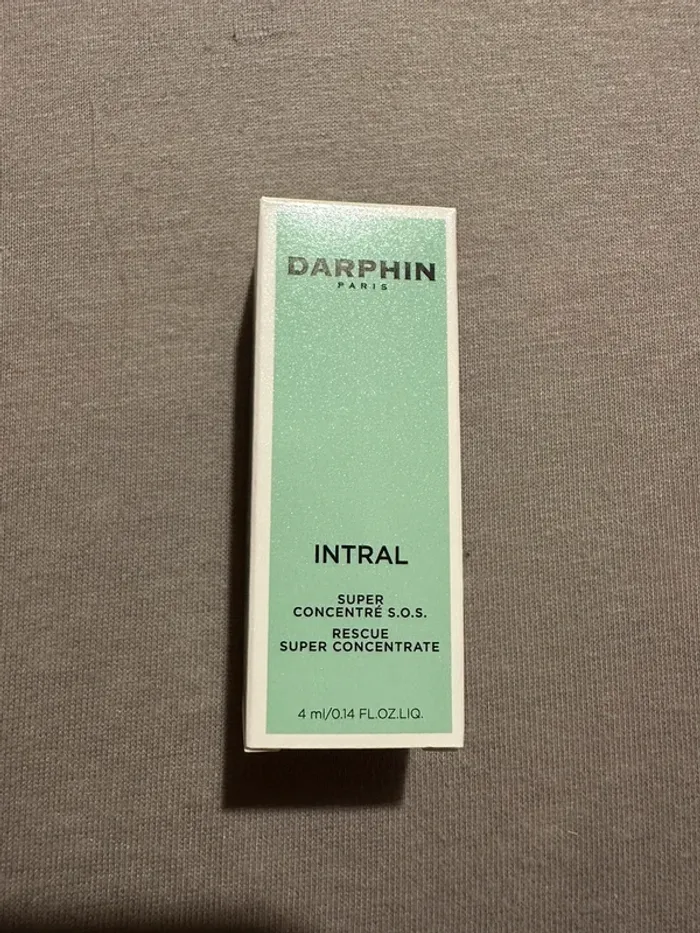 DARPHIN
PARIS
INTRAL
SUPER
CONCENTRÉ S.O.S.
RESCUE
SUPER CONCENTRATE
4 ml/0.14 FL.OZ.LIQ.